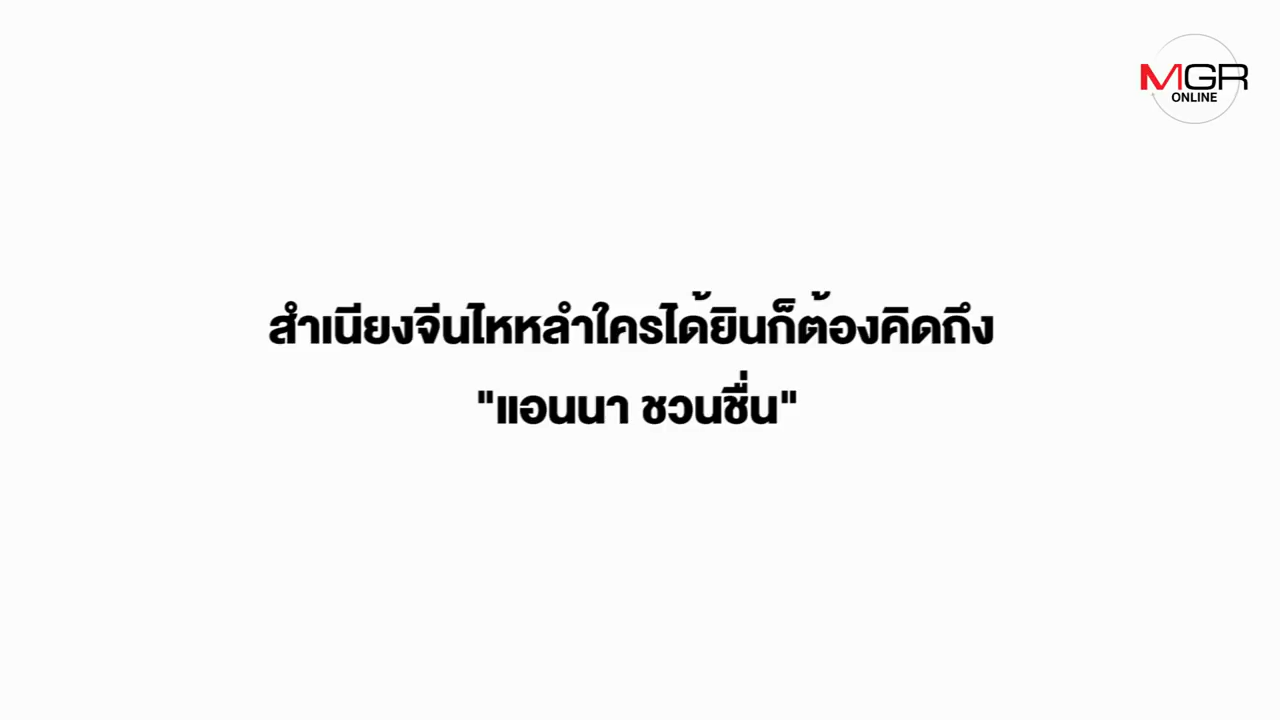 MGR
ONLINE
สำเนียงจีนไหหลำใครได้ยินก็ต้องคิดถึง
"แอนนา ชวนชื่น"